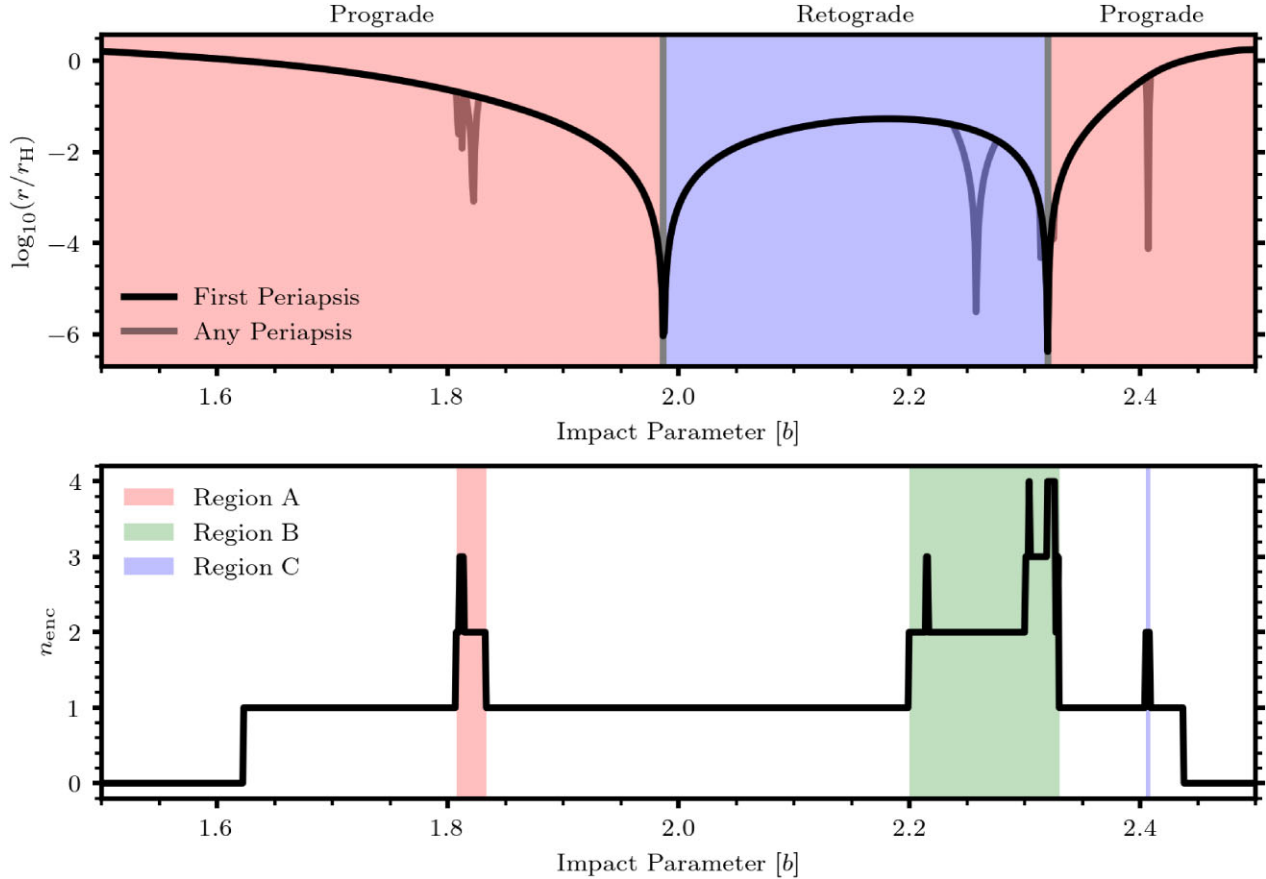 Prograde Retograde Prograde
0
−2
−4
−6
log₁₀(r/r_H)
First Periapsis
Any Periapsis
1.6 1.8 2.0 2.2 2.4
Impact Parameter [b]
4
3
2
1
0
n_enc
Region A
Region B
Region C
1.6 1.8 2.0 2.2 2.4
Impact Parameter [b]